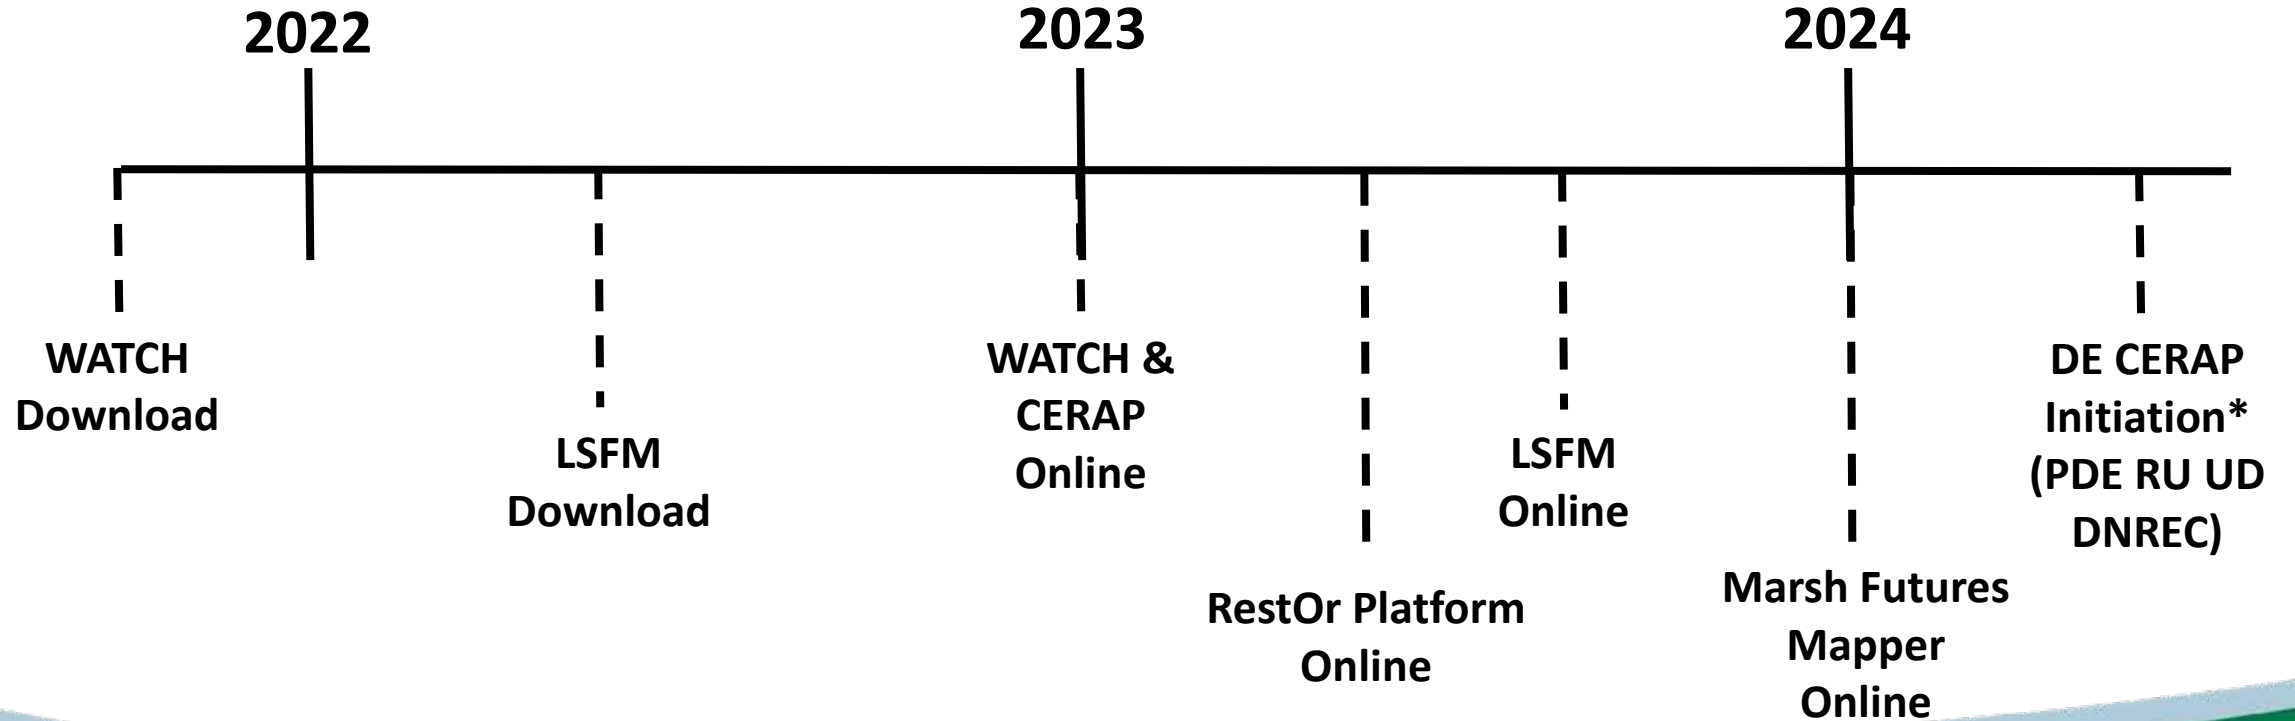 2022
2023
2024
WATCH
Download
LSFM
Download
WATCH &
CERAP
Online
RestOr Platform
Online
LSFM
Online
Marsh Futures
Mapper
Online
DE CERAP
Initiation*
(PDE RU UD
DNREC)